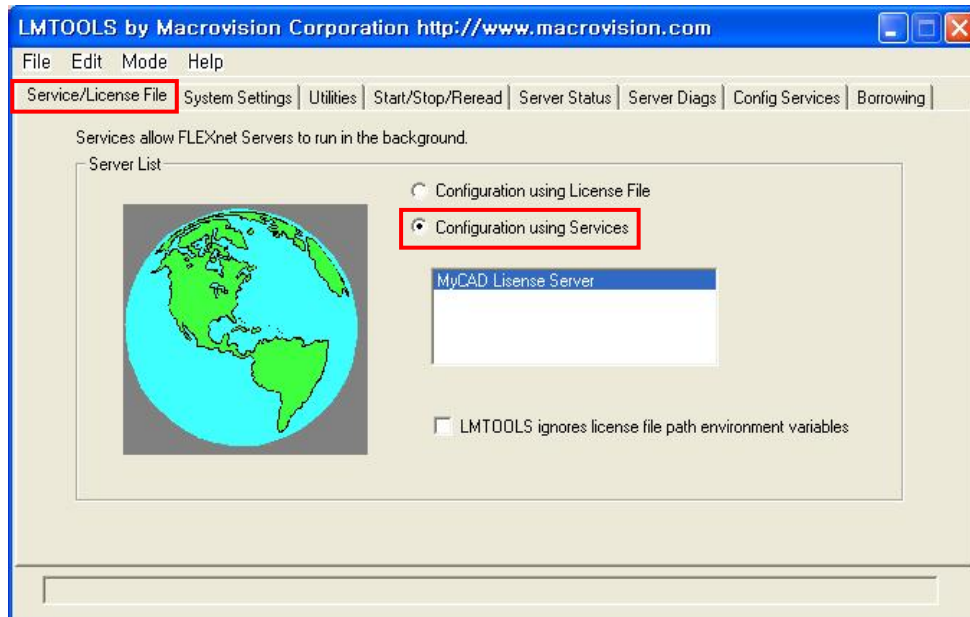 LMTOOLS by Macrovision Corporation http://www.macrovision.com
File Edit Mode Help
Service/License File System Settings Utilities Start/Stop/Reread Server Status Server Diags Config Services Borrowing
Services allow FLEXnet Servers to run in the background.
Server List
Configuration using License File
Configuration using Services
MyCAD Lisense Server
LMTOOLS ignores license file path environment variables